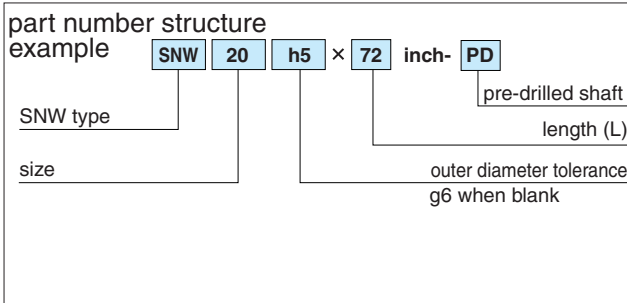 part number structure
example
SNW 20 h5 × 72 inch- PD
pre-drilled shaft
SNW type
length (L)
size
outer diameter tolerance
g6 when blank